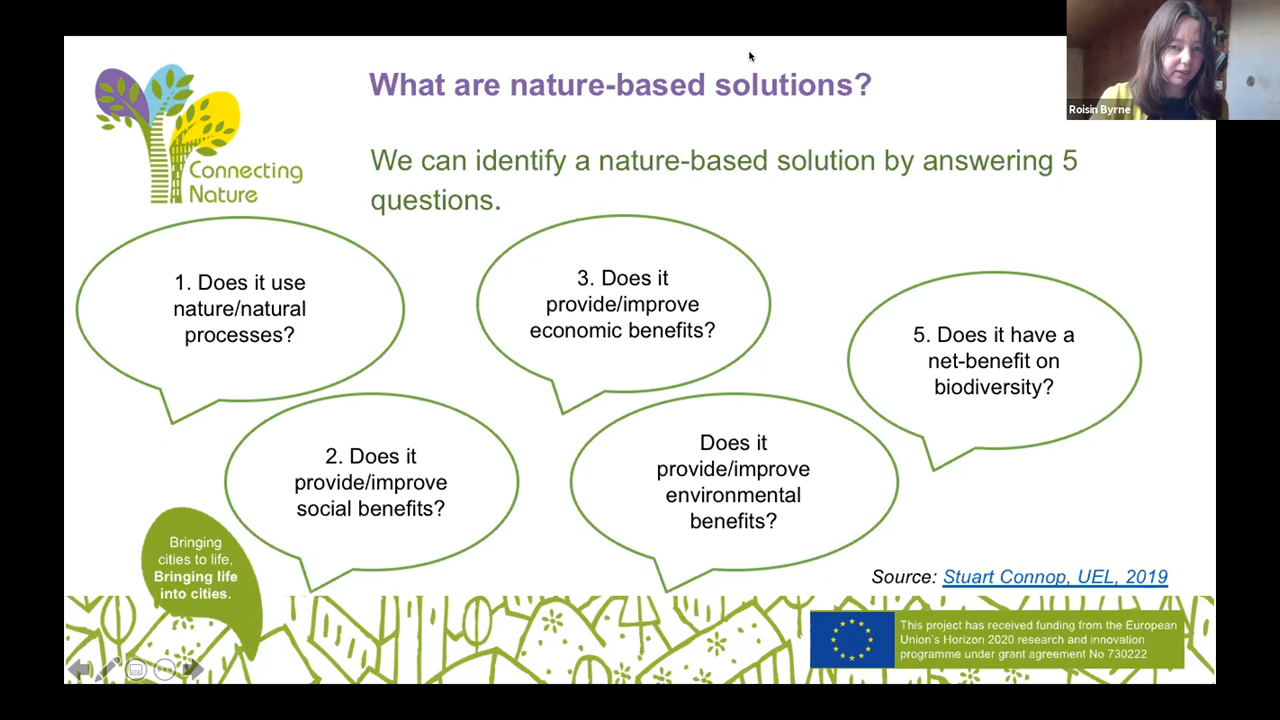 What are nature-based solutions?
Roisin Byrne
Connecting
Nature
We can identify a nature-based solution by answering 5
questions.
1. Does it use
nature/natural
processes?
2. Does it
provide/improve
social benefits?
3. Does it
provide/improve
economic benefits?
Does it
provide/improve
environmental
benefits?
5. Does it have a
net-benefit on
biodiversity?
Bringing
cities to life,
Bringing life
into cities.
Source: Stuart Connop, UEL, 2019
This project has received funding from the European
Union's Horizon 2020 research and innovation
programme under grant agreement No 730222